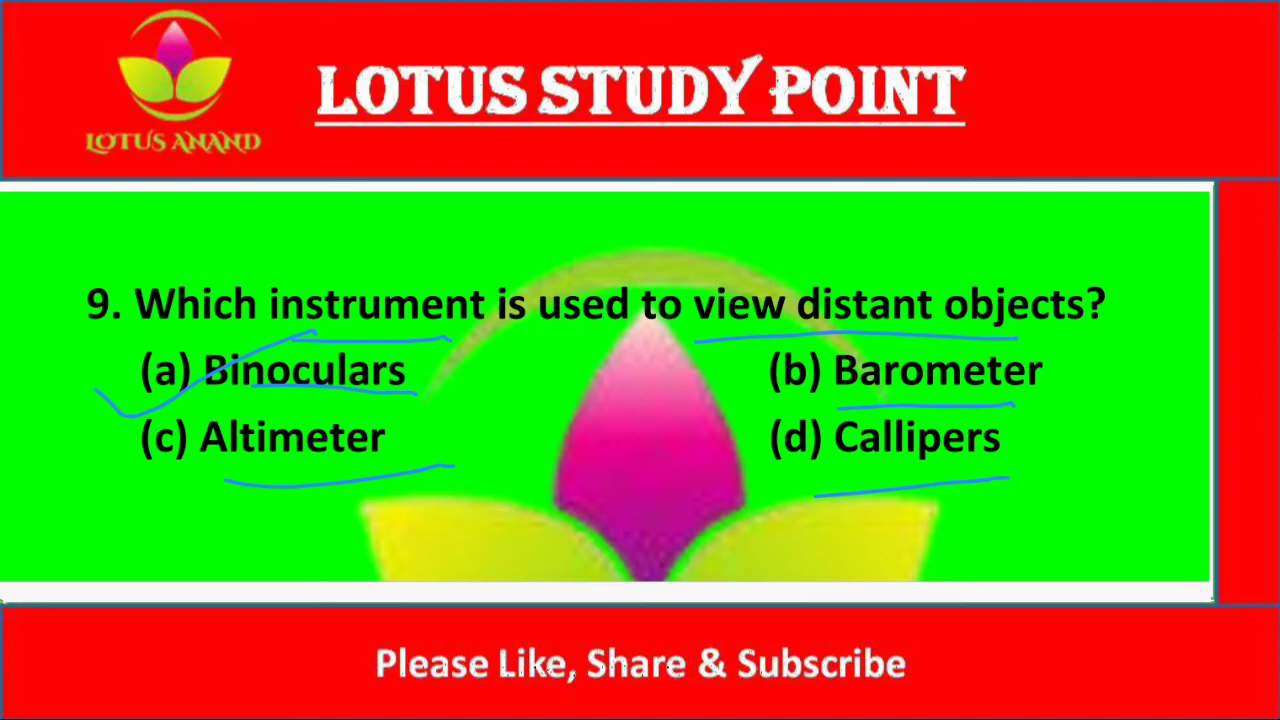 LOTUS STUDY POINT
LOTUS ANAND
9. Which instrument is used to view distant objects?
(a) Binoculars (b) Barometer
(c) Altimeter (d) Callipers
Please Like, Share & Subscribe